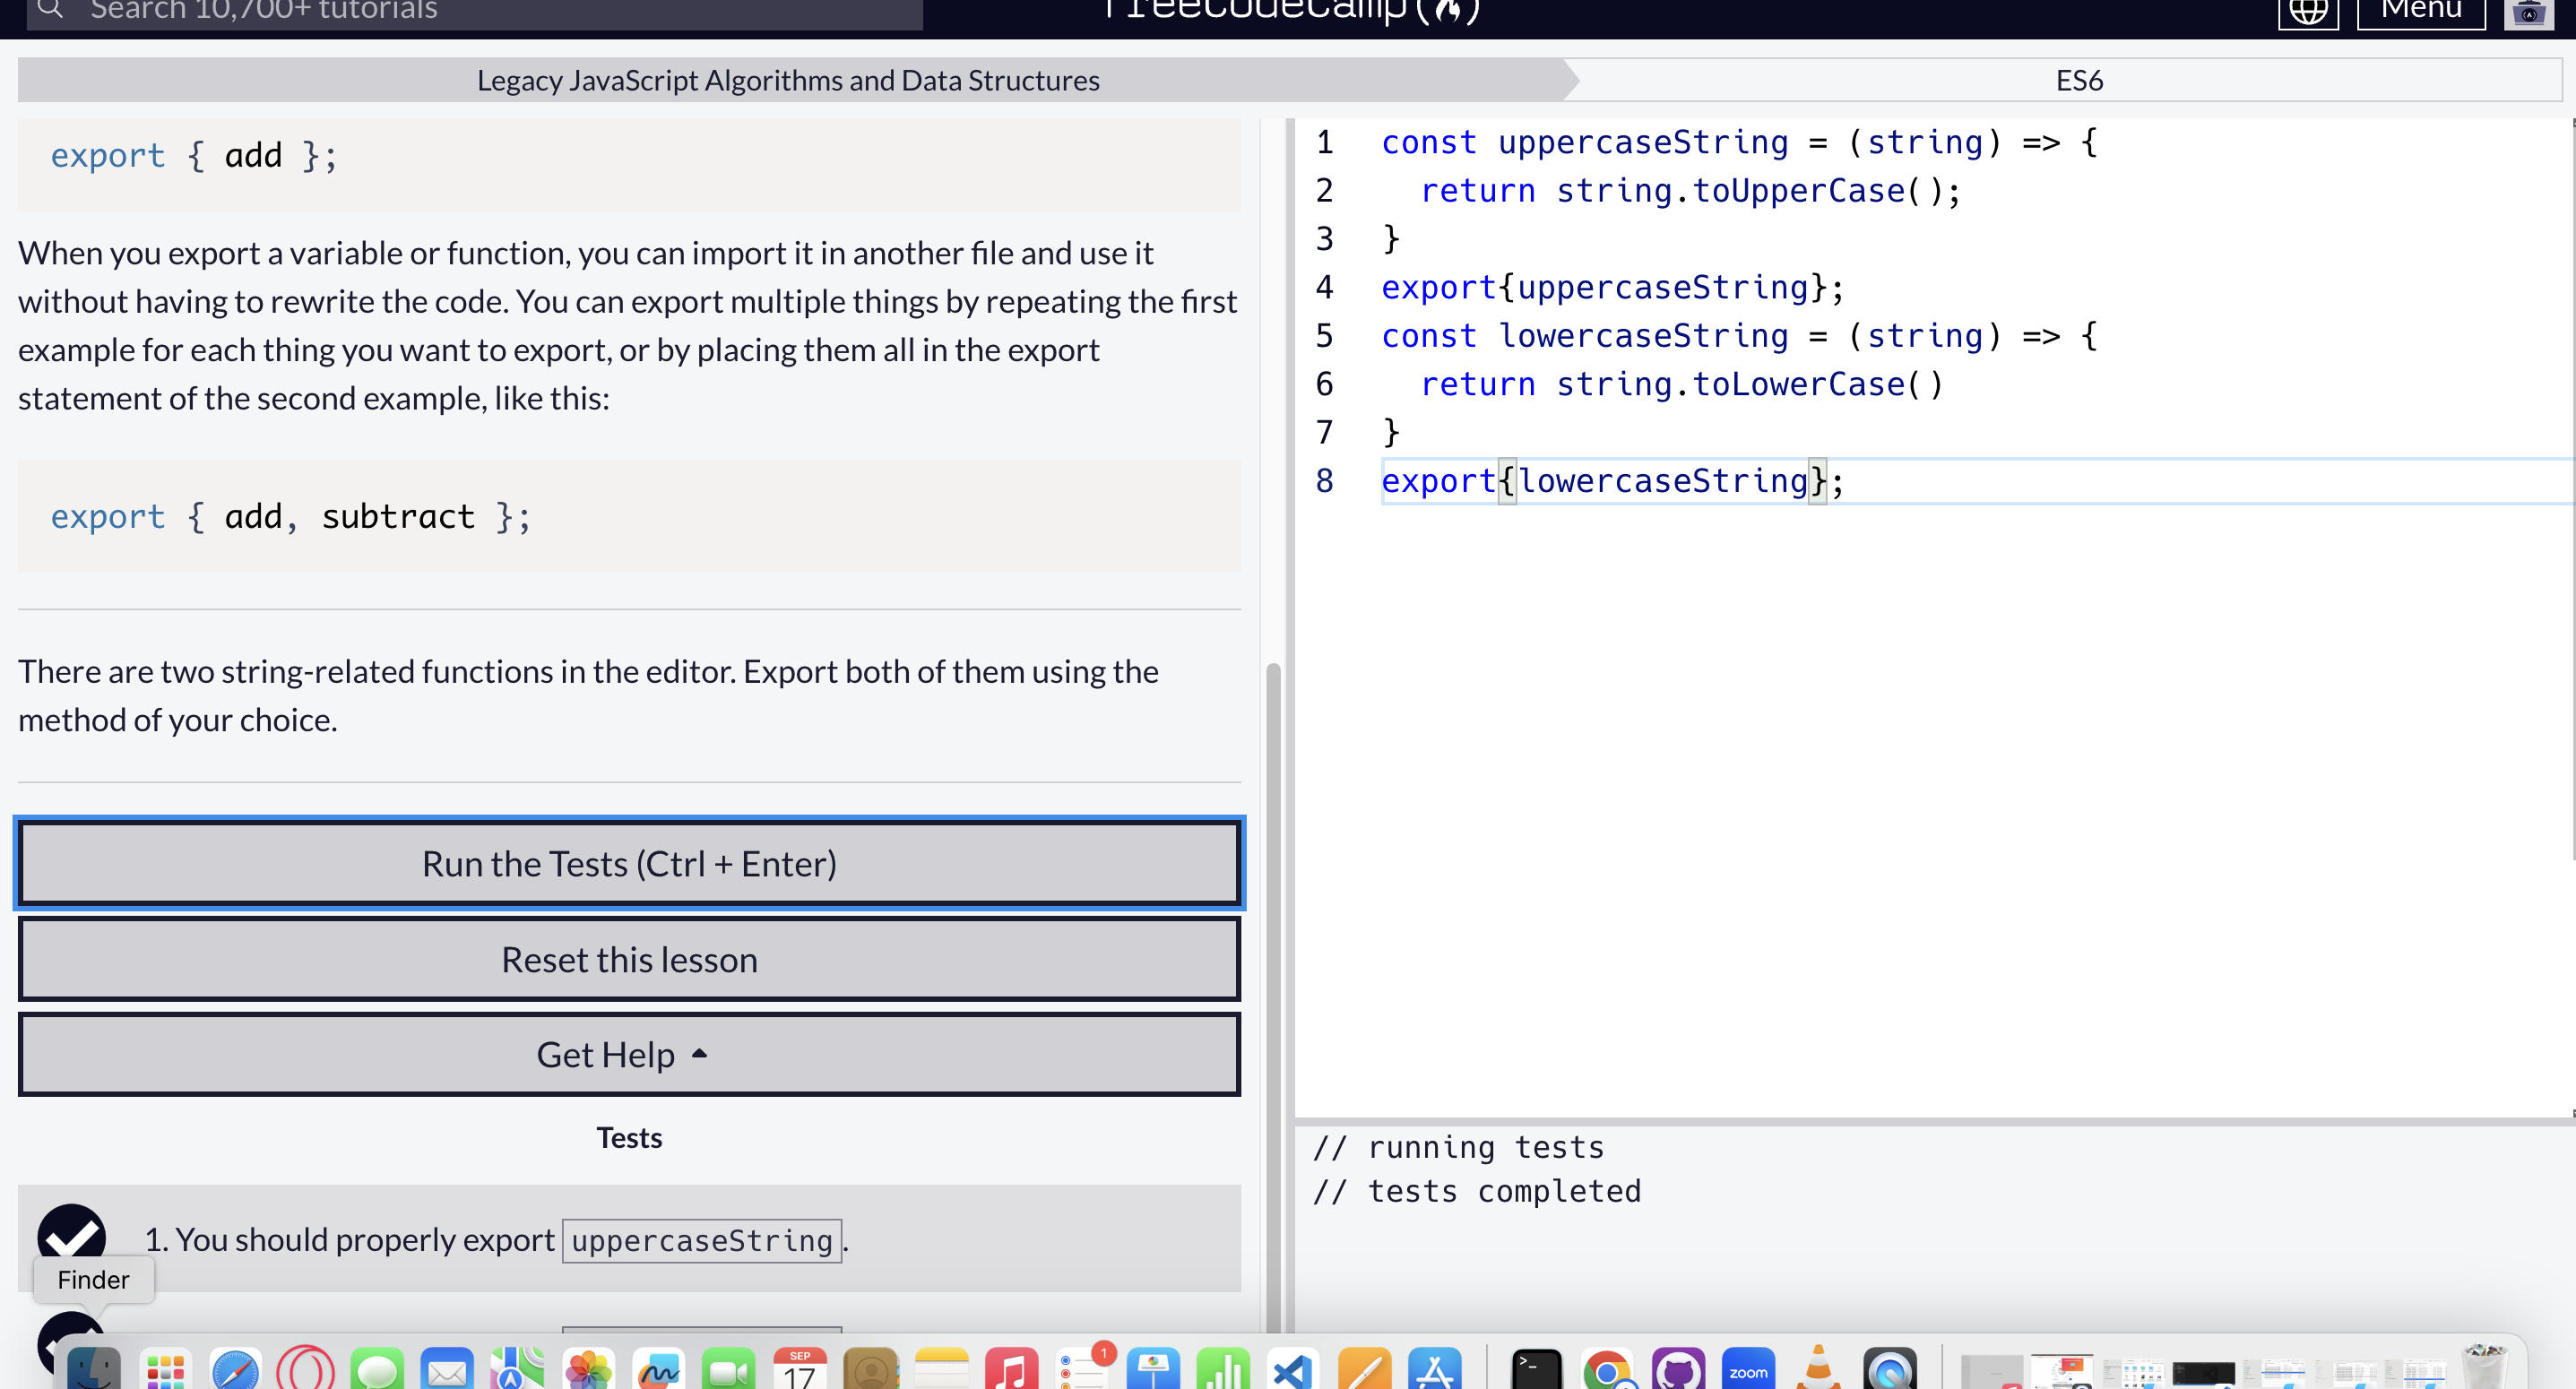 Search 10,700+ tutorials
freeCodeCamp
Menu
Legacy JavaScript Algorithms and Data Structures
ES6
export { add };
When you export a variable or function, you can import it in another file and use it
without having to rewrite the code. You can export multiple things by repeating the first
example for each thing you want to export, or by placing them all in the export
statement of the second example, like this:
export { add, subtract };
There are two string-related functions in the editor. Export both of them using the
method of your choice.
Run the Tests (Ctrl + Enter)
Reset this lesson
Get Help
Tests
1. You should properly export uppercaseString.
Finder
1 const uppercaseString = (string) => {
2 return string.toUpperCase();
3 }
4 export{uppercaseString};
5 const lowercaseString = (string) => {
6 return string.toLowerCase()
7 }
8 export{lowercaseString};
// running tests
// tests completed
SEP
17
1
>_
zoom